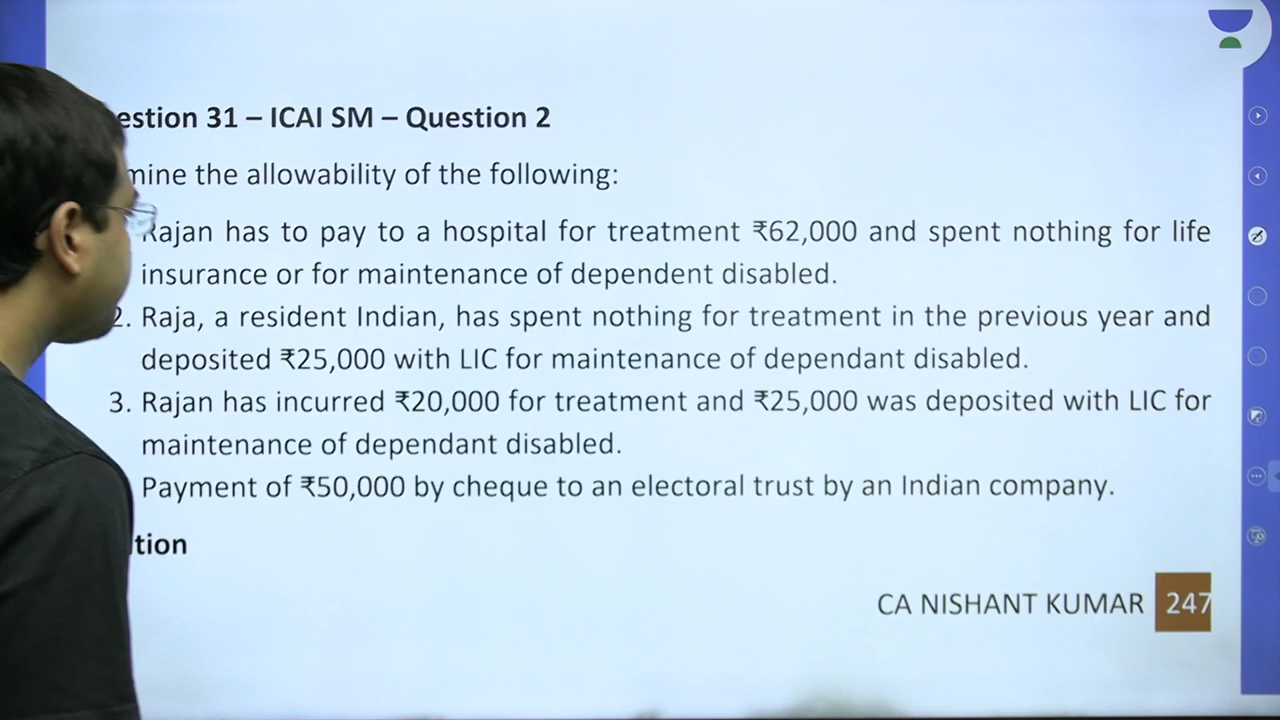 estion 31 – ICAI SM – Question 2
mine the allowability of the following:
Rajan has to pay to a hospital for treatment ₹62,000 and spent nothing for life
insurance or for maintenance of dependent disabled.
2. Raja, a resident Indian, has spent nothing for treatment in the previous year and
deposited ₹25,000 with LIC for maintenance of dependant disabled.
3. Rajan has incurred ₹20,000 for treatment and ₹25,000 was deposited with LIC for
maintenance of dependant disabled.
Payment of ₹50,000 by cheque to an electoral trust by an Indian company.
tion
CA NISHANT KUMAR 247